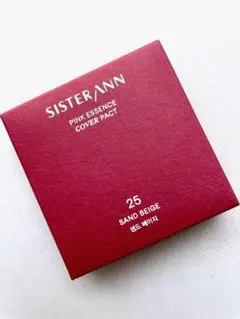 SISTER/ANN
PINK ESSENCE
COVER PACT
25
SAND BEIGE
샌드 베이지